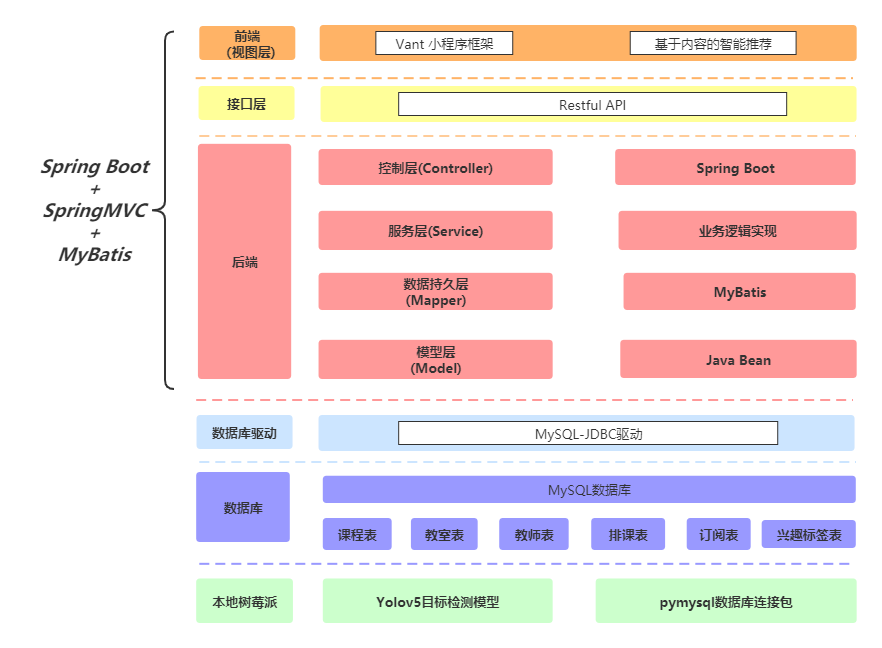 前端
(视图层)
Vant 小程序框架
基于内容的智能推荐
接口层
Restful API
Spring Boot
+
SpringMVC
+
MyBatis
后端
控制层(Controller)
Spring Boot
服务层(Service)
业务逻辑实现
数据持久层
(Mapper)
MyBatis
模型层
(Model)
Java Bean
数据库驱动
MySQL-JDBC驱动
数据库
MySQL数据库
课程表
教室表
教师表
排课表
订阅表
兴趣标签表
本地树莓派
Yolov5目标检测模型
pymysql数据库连接包